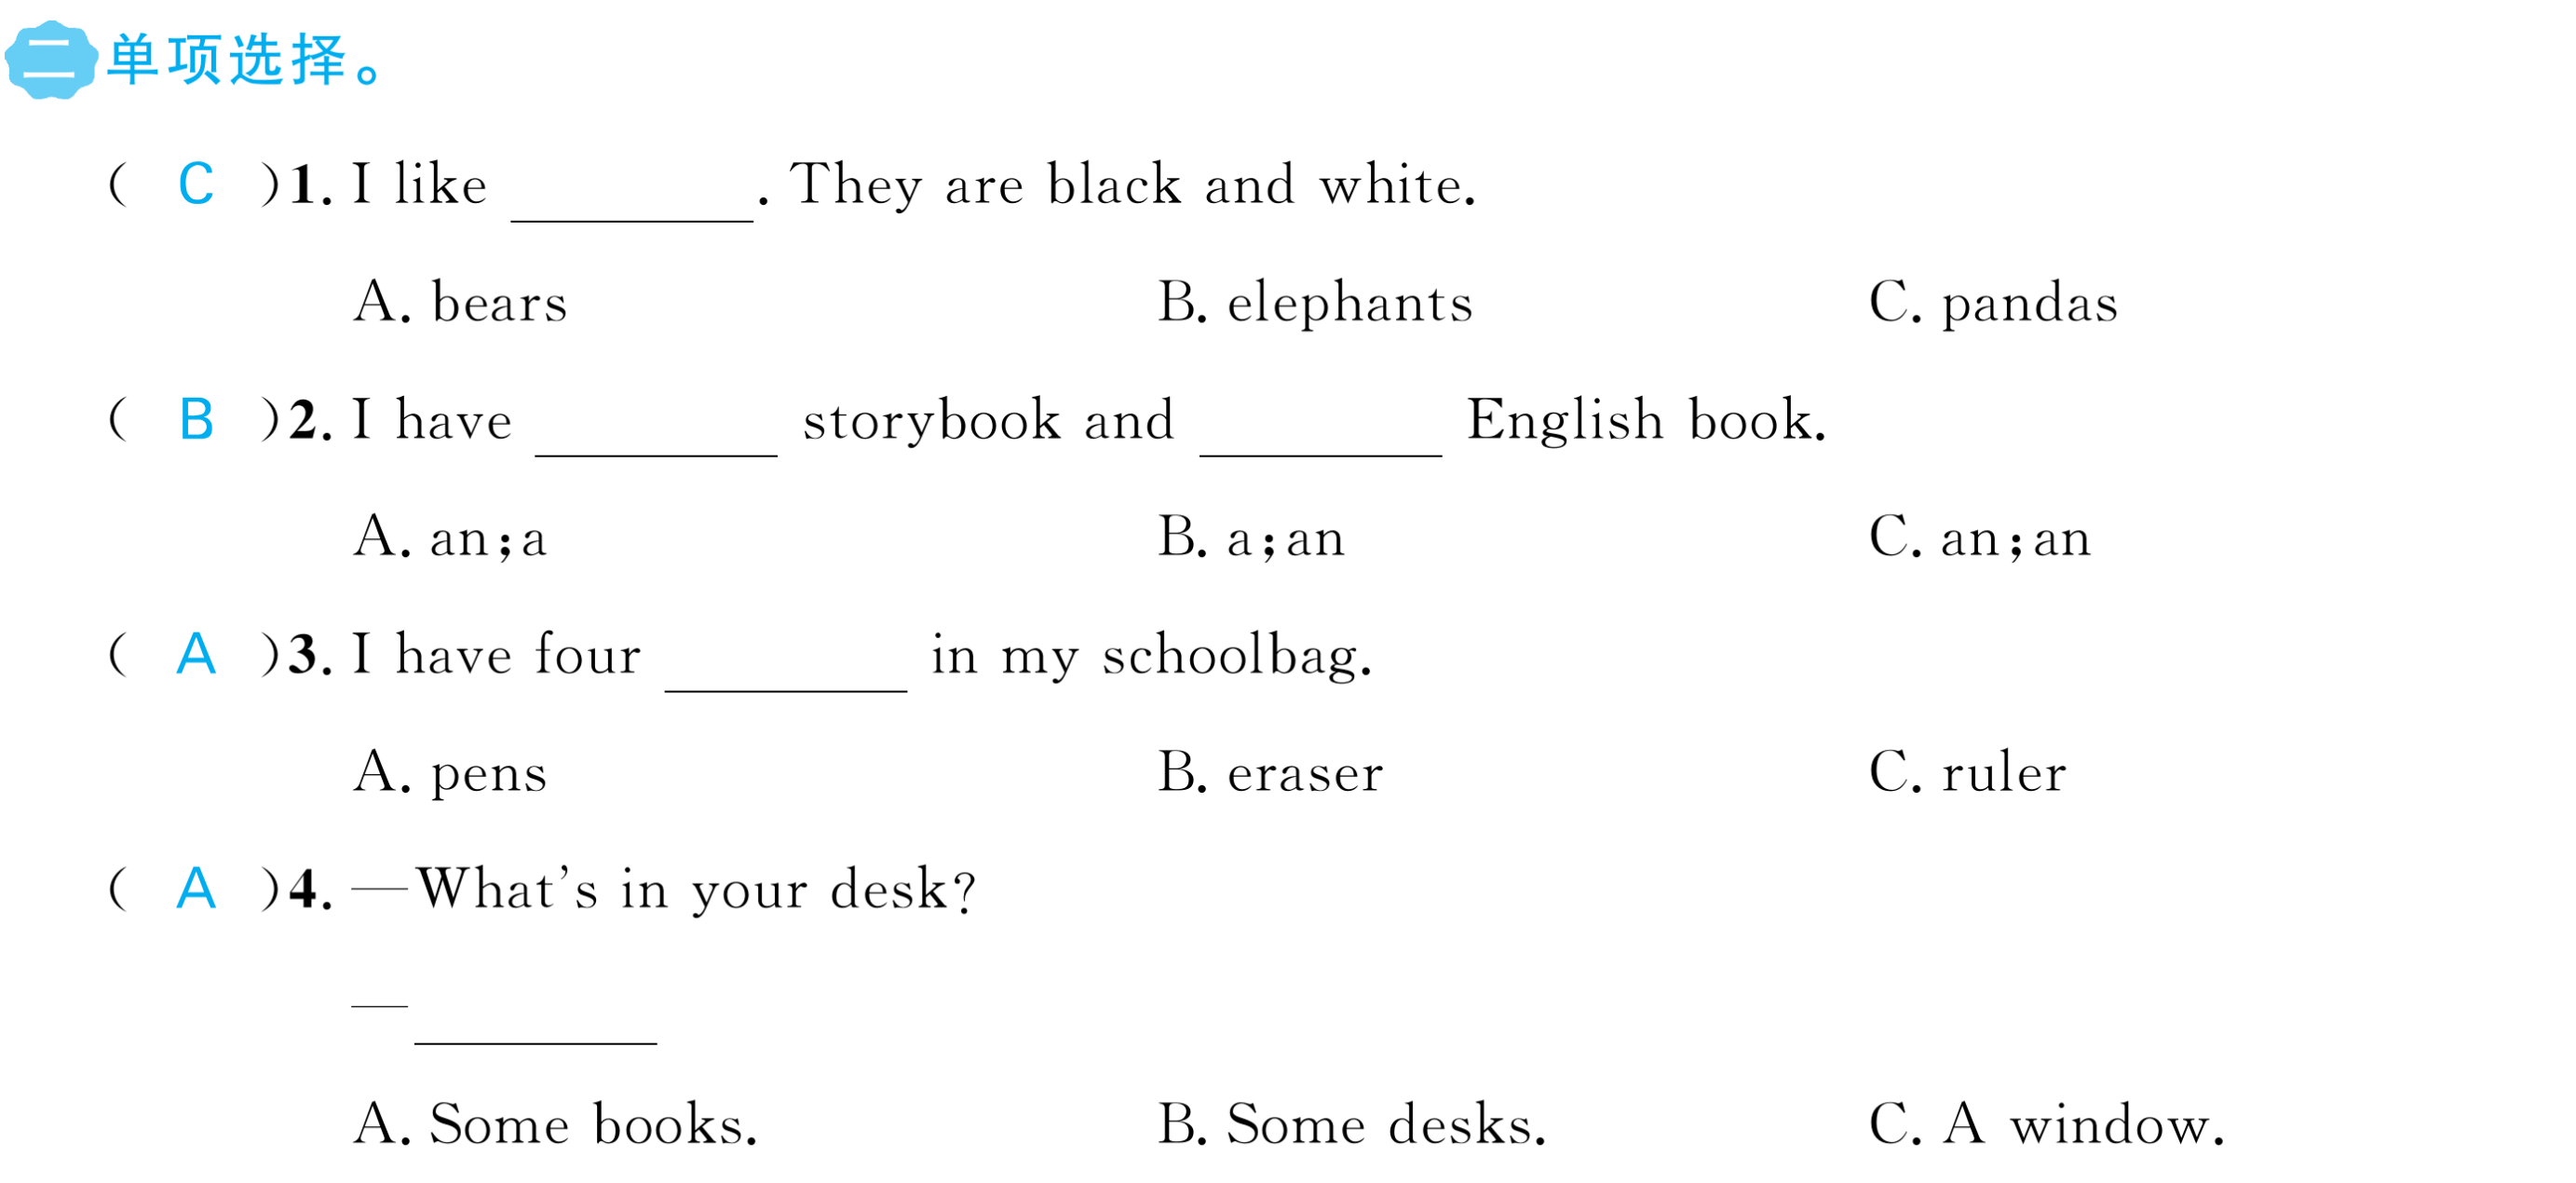 二 单项选择。
( C )1. I like ________. They are black and white.
A. bears B. elephants C. pandas
( B )2. I have ________ storybook and ________ English book.
A. an;a B. a;an C. an;an
( A )3. I have four ________ in my schoolbag.
A. pens B. eraser C. ruler
( A )4. —What's in your desk?
—________
A. Some books. B. Some desks. C. A window.